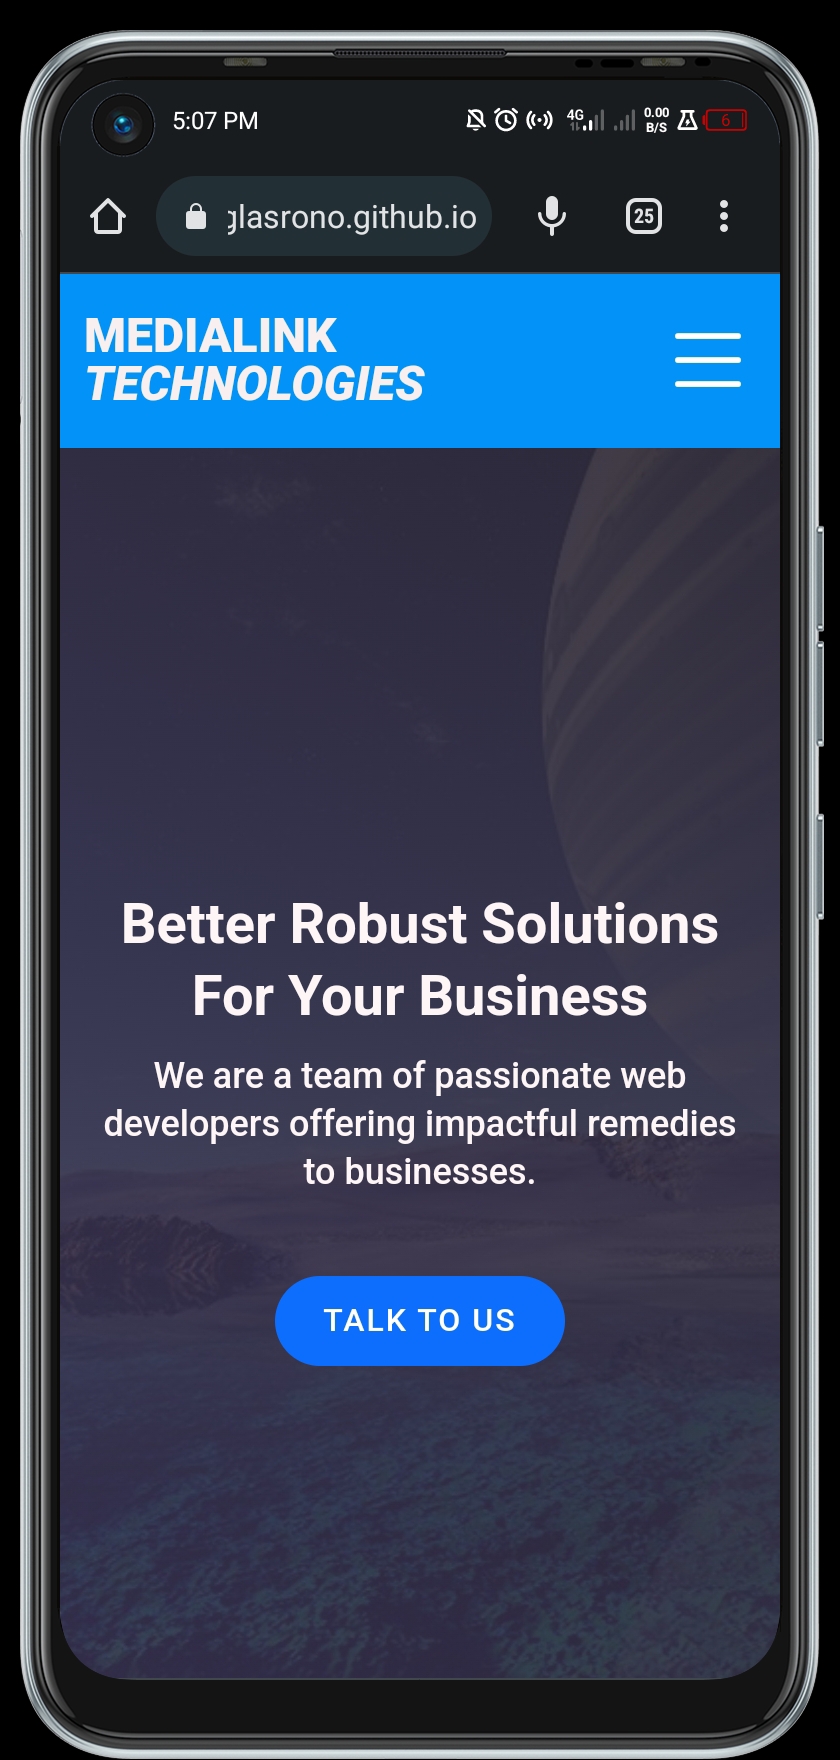 5:07 PM
4G
0.00
B/S
6
glasrono.github.io
25
MEDIALINK
TECHNOLOGIES
Better Robust Solutions
For Your Business
We are a team of passionate web
developers offering impactful remedies
to businesses.
TALK TO US